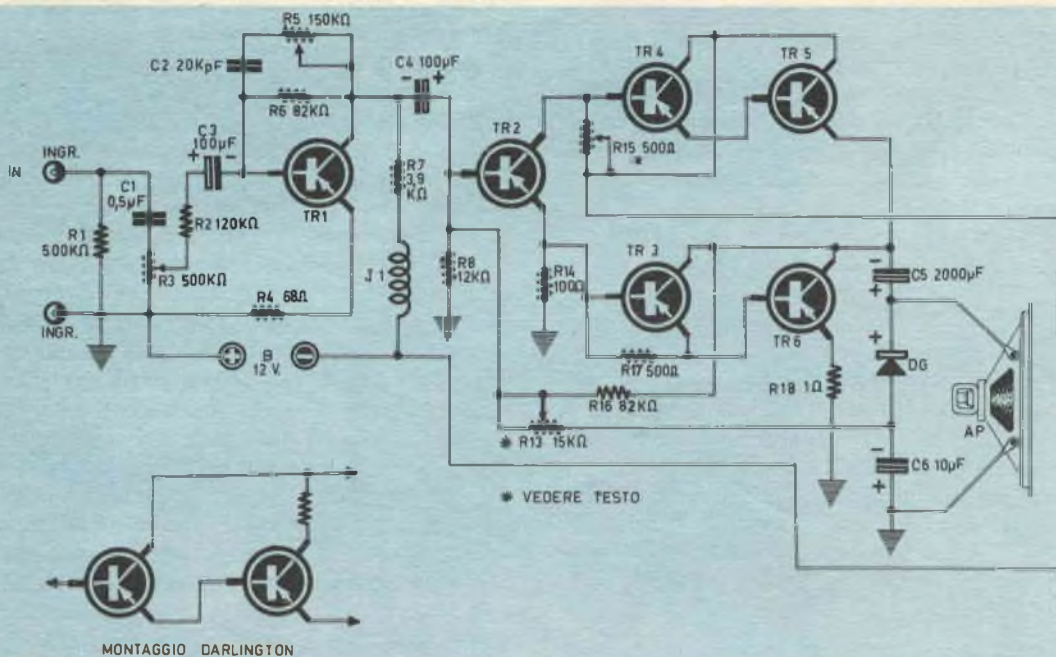 R5 150KΩ
C2 20KpF
R6 82KΩ
C3
100µF
IN
INGR.
C1
0,5µF
R1
500KΩ
R2 120KΩ
R3 500KΩ
TR1
R4 68Ω
INGR.
B
12 V.
C4 100µF
R7
3,9
KΩ
J1
R8
12KΩ
TR2
R14
100Ω
TR 4
TR 5
R15 500Ω
*
TR 3
TR 6
R17 500Ω
R16 82KΩ
* R13 15KΩ
R18 1Ω
C5 2000µF
DG
AP
C6 10µF
* VEDERE TESTO
MONTAGGIO DARLINGTON